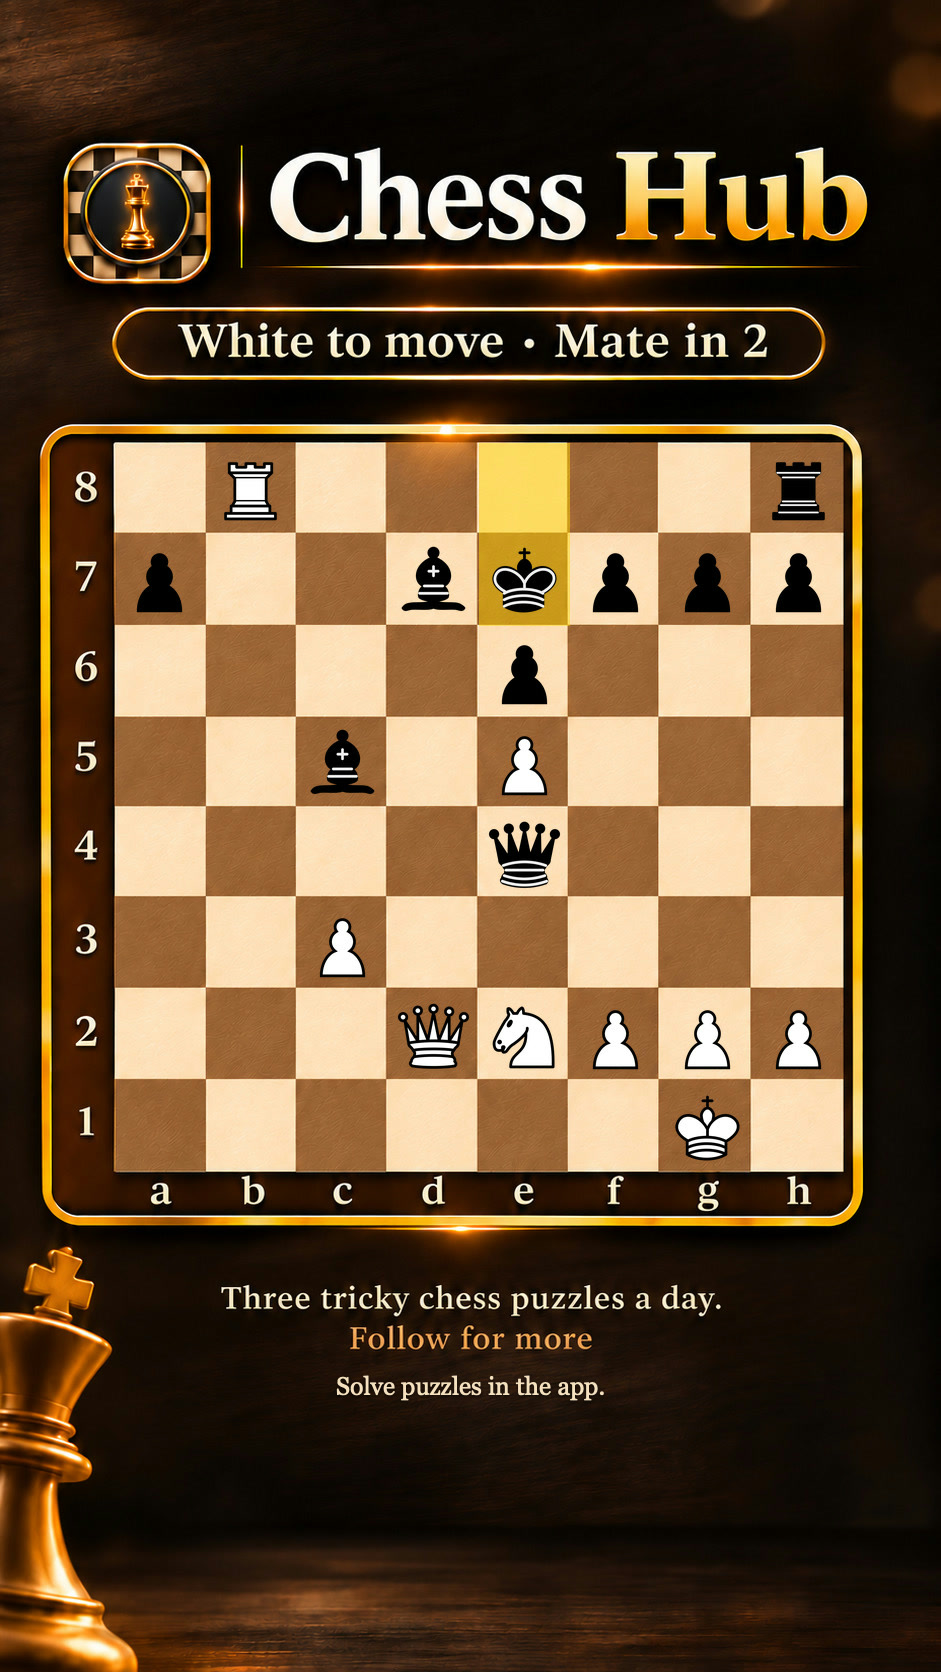 Chess Hub
White to move • Mate in 2
8
7
6
5
4
3
2
1
a b c d e f g h
Three tricky chess puzzles a day.
Follow for more
Solve puzzles in the app.